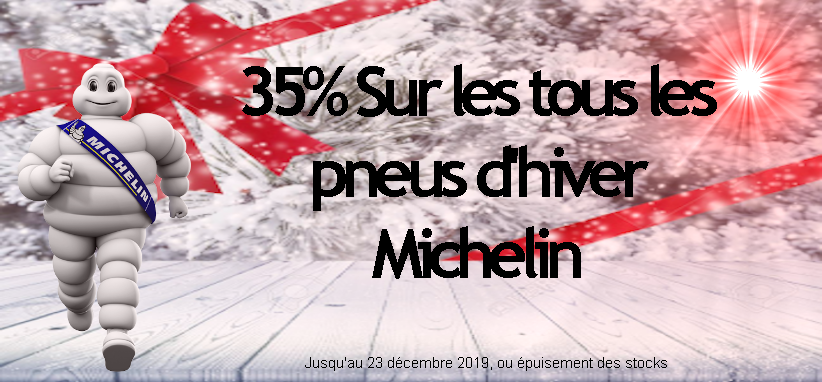 35% Sur les tous les
pneus d'hiver
Michelin
MICHELIN
Jusqu'au 23 décembre 2019, ou épuisement des stocks